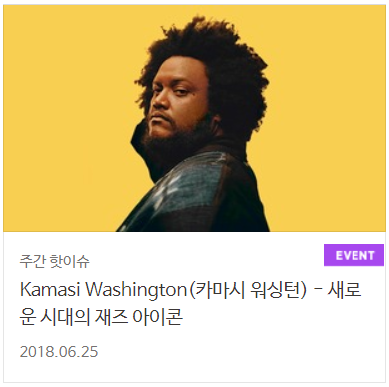 주간 핫이슈
EVENT
Kamasi Washington(카마시 워싱턴) - 새로
운 시대의 재즈 아이콘
2018.06.25